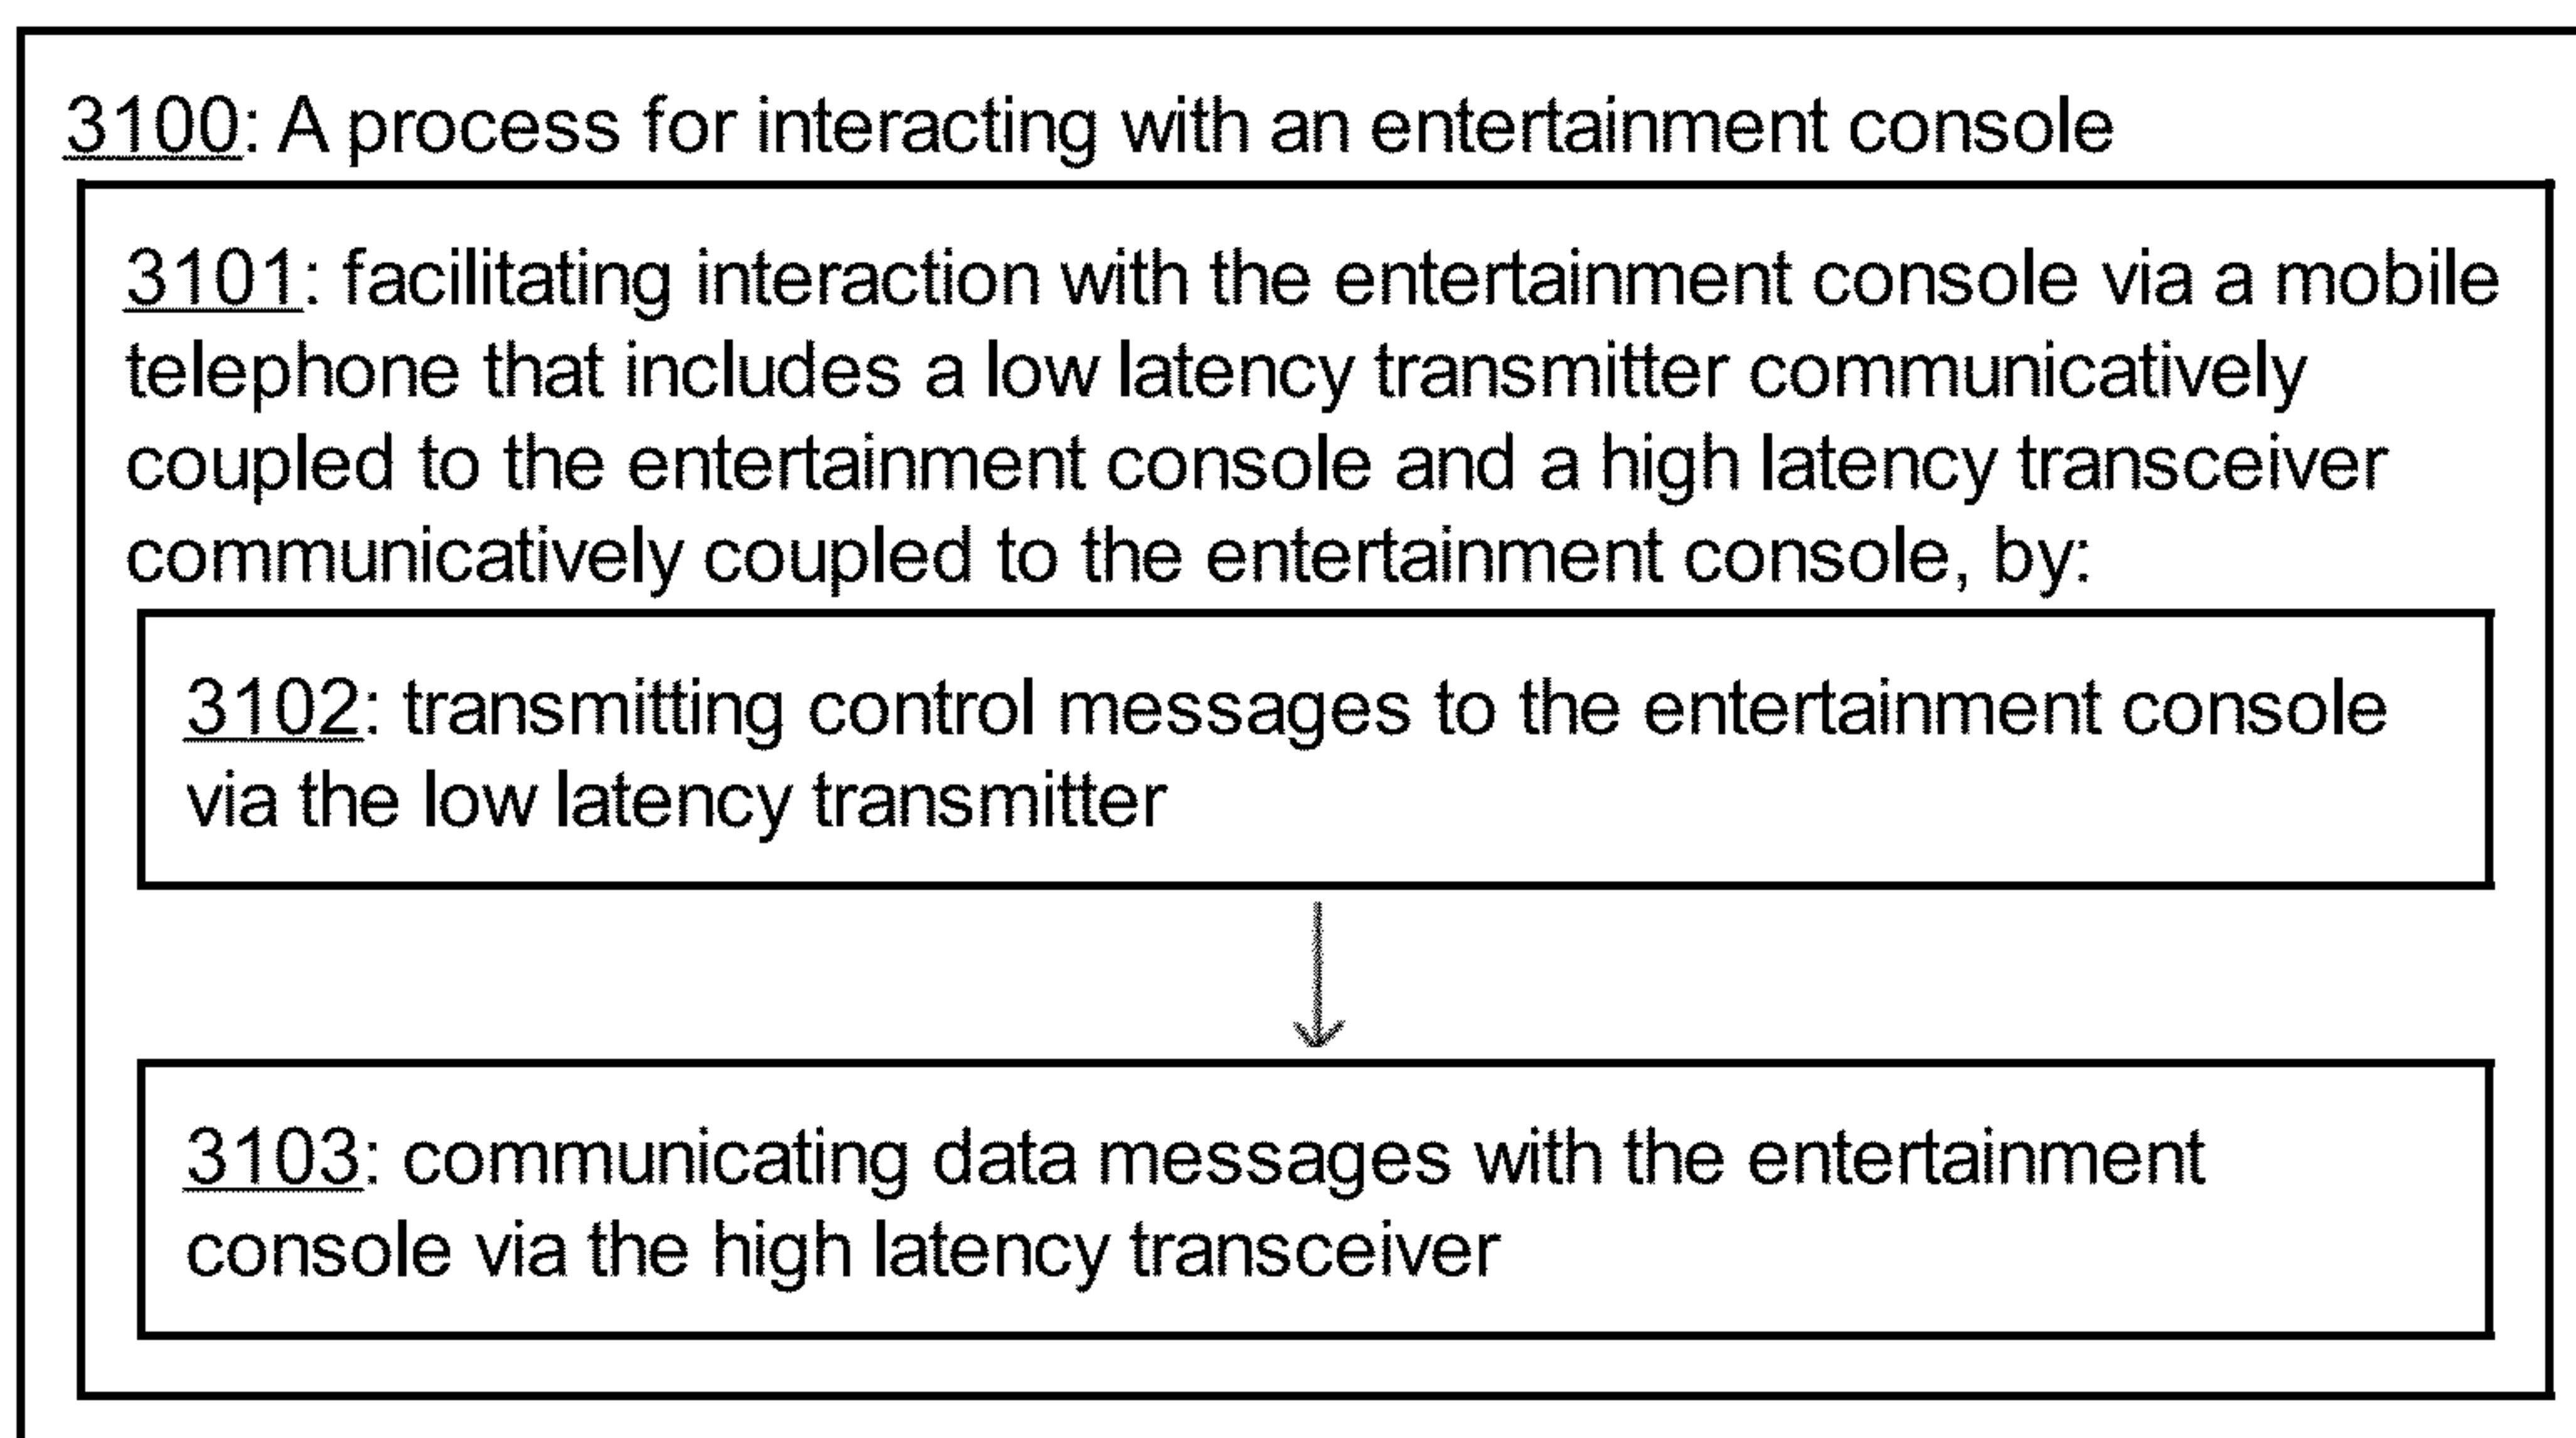 3100: A process for interacting with an entertainment console
3101: facilitating interaction with the entertainment console via a mobile
telephone that includes a low latency transmitter communicatively
coupled to the entertainment console and a high latency transceiver
communicatively coupled to the entertainment console, by:
3102: transmitting control messages to the entertainment console
via the low latency transmitter
3103: communicating data messages with the entertainment
console via the high latency transceiver